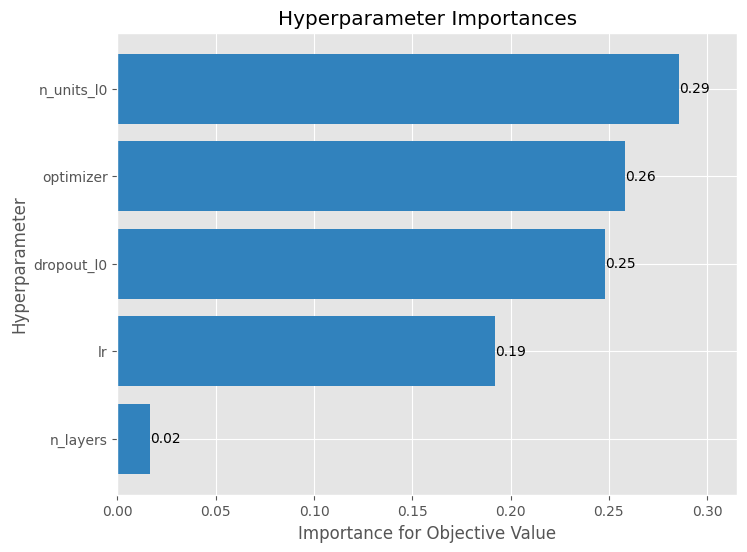 Hyperparameter Importances
Hyperparameter
n_units_l0
0.29
optimizer
0.26
dropout_l0
0.25
lr
0.19
n_layers
0.02
0.00
0.05
0.10
0.15
0.20
0.25
0.30
Importance for Objective Value